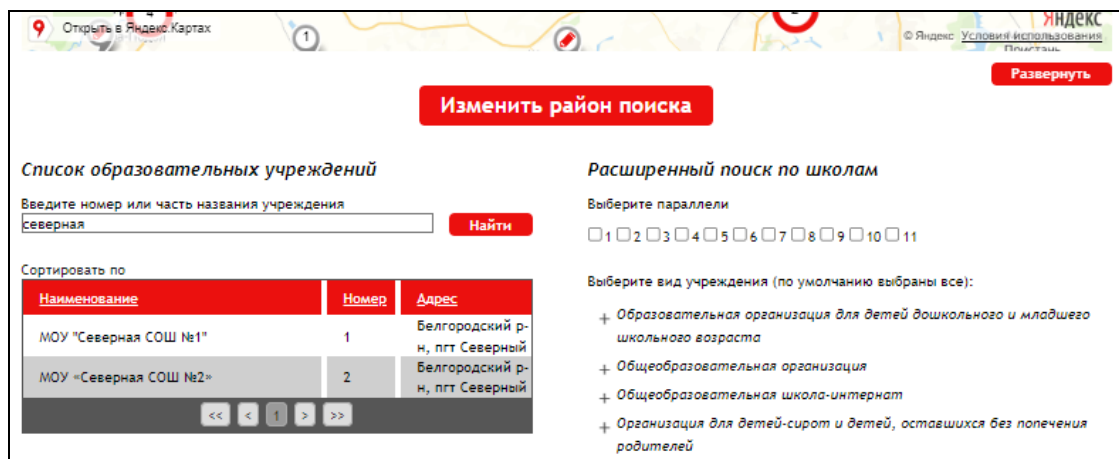 4
2
Открыть в Яндекс.Картах
1
Яндекс
© Яндекс Условия использования
Пристань
Развернуть
Изменить район поиска
Список образовательных учреждений
Введите номер или часть названия учреждения
северная
Найти
Сортировать по
Наименование Номер Адрес
МОУ "Северная СОШ №1" 1 Белгородский р-
н, пгт Северный
МОУ «Северная СОШ №2» 2 Белгородский р-
н, пгт Северный
<< < 1 > >>
Расширенный поиск по школам
Выберите параллели
1 2 3 4 5 6 7 8 9 10 11
Выберите вид учреждения (по умолчанию выбраны все):
+ Образовательная организация для детей дошкольного и младшего
школьного возраста
+ Общеобразовательная организация
+ Общеобразовательная школа-интернат
+ Организация для детей-сирот и детей, оставшихся без попечения
родителей